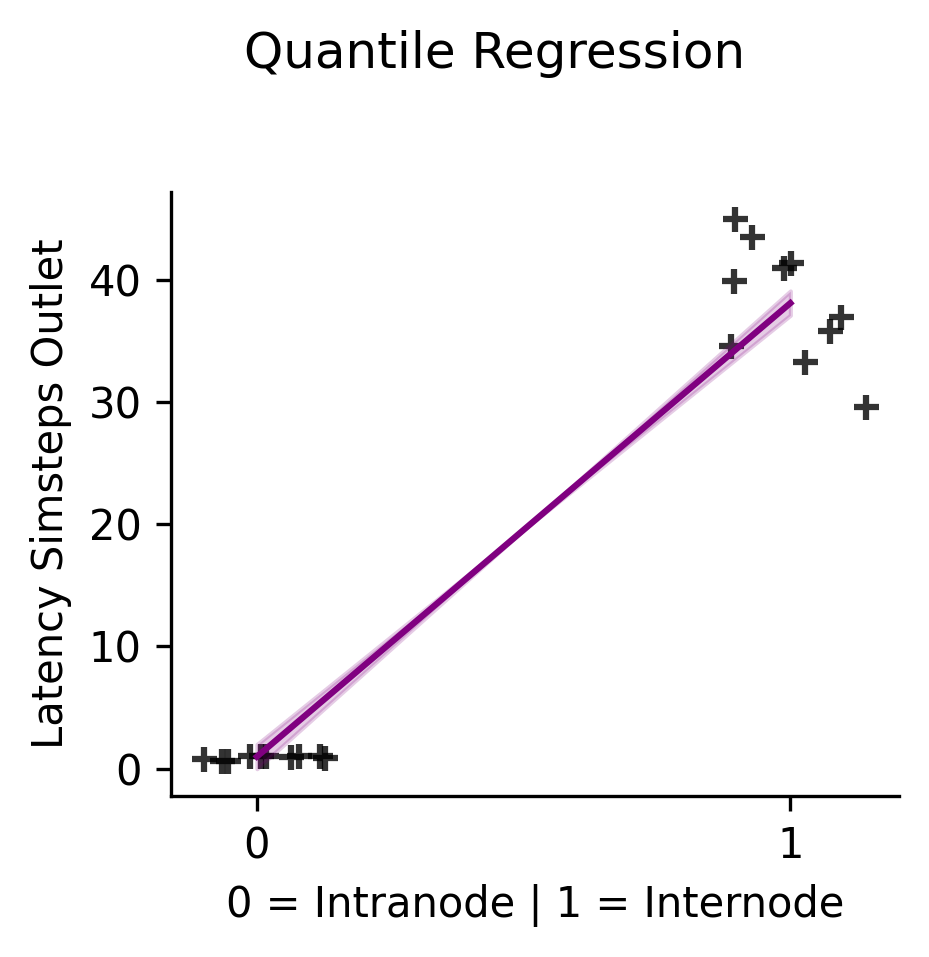 Quantile Regression
Latency Simsteps Outlet
40
30
20
10
0
0 1
0 = Intranode | 1 = Internode